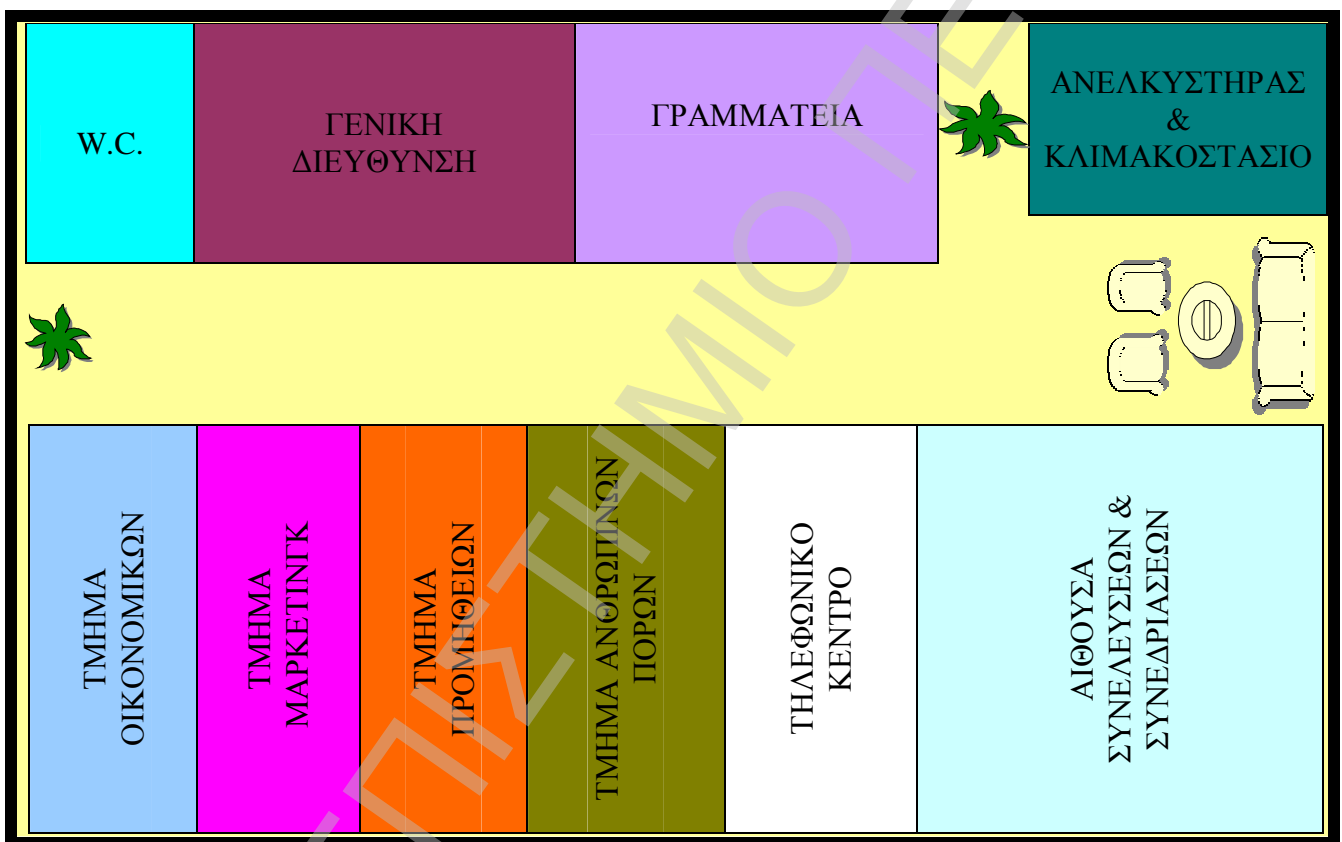 W.C.
ΓΕΝΙΚΗ
ΔΙΕΥΘΥΝΣΗ
ΓΡΑΜΜΑΤΕΙΑ
ΑΝΕΛΚΥΣΤΗΡΑΣ
&
ΚΛΙΜΑΚΟΣΤΑΣΙΟ
ΤΜΗΜΑ
ΟΙΚΟΝΟΜΙΚΩΝ
ΤΜΗΜΑ
ΜΑΡΚΕΤΙΝΓΚ
ΤΜΗΜΑ
ΠΡΟΜΗΘΕΙΩΝ
ΤΜΗΜΑ ΑΝΘΡΩΠΙΝΩΝ
ΠΟΡΩΝ
ΤΗΛΕΦΩΝΙΚΟ
ΚΕΝΤΡΟ
ΑΙΘΟΥΣΑ
ΣΥΝΕΛΕΥΣΕΩΝ &
ΣΥΝΕΔΡΙΑΣΕΩΝ